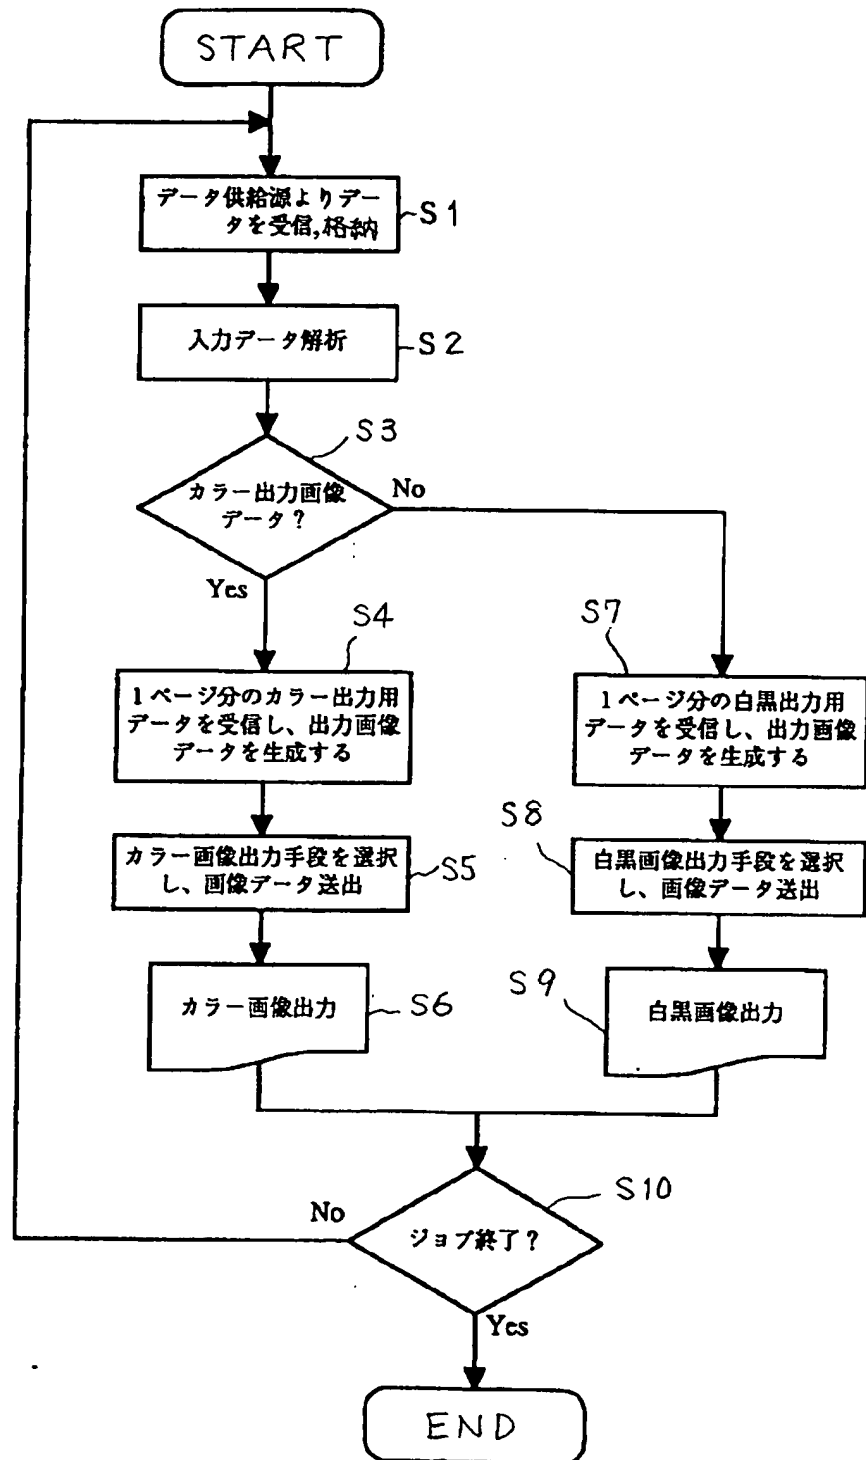 START
データ供給源よりデー
タを受信,格納
S1
入力データ解析
S2
S3
カラー出力画像
データ？
No
Yes
S4
1ページ分のカラー出力用
データを受信し、出力画像
データを生成する
S7
1ページ分の白黒出力用
データを受信し、出力画像
データを生成する
カラー画像出力手段を選択
し、画像データ送出
S5
S8
白黒画像出力手段を選択
し、画像データ送出
カラー画像出力
S6
S9
白黒画像出力
S10
ジョブ終了？
No
Yes
END